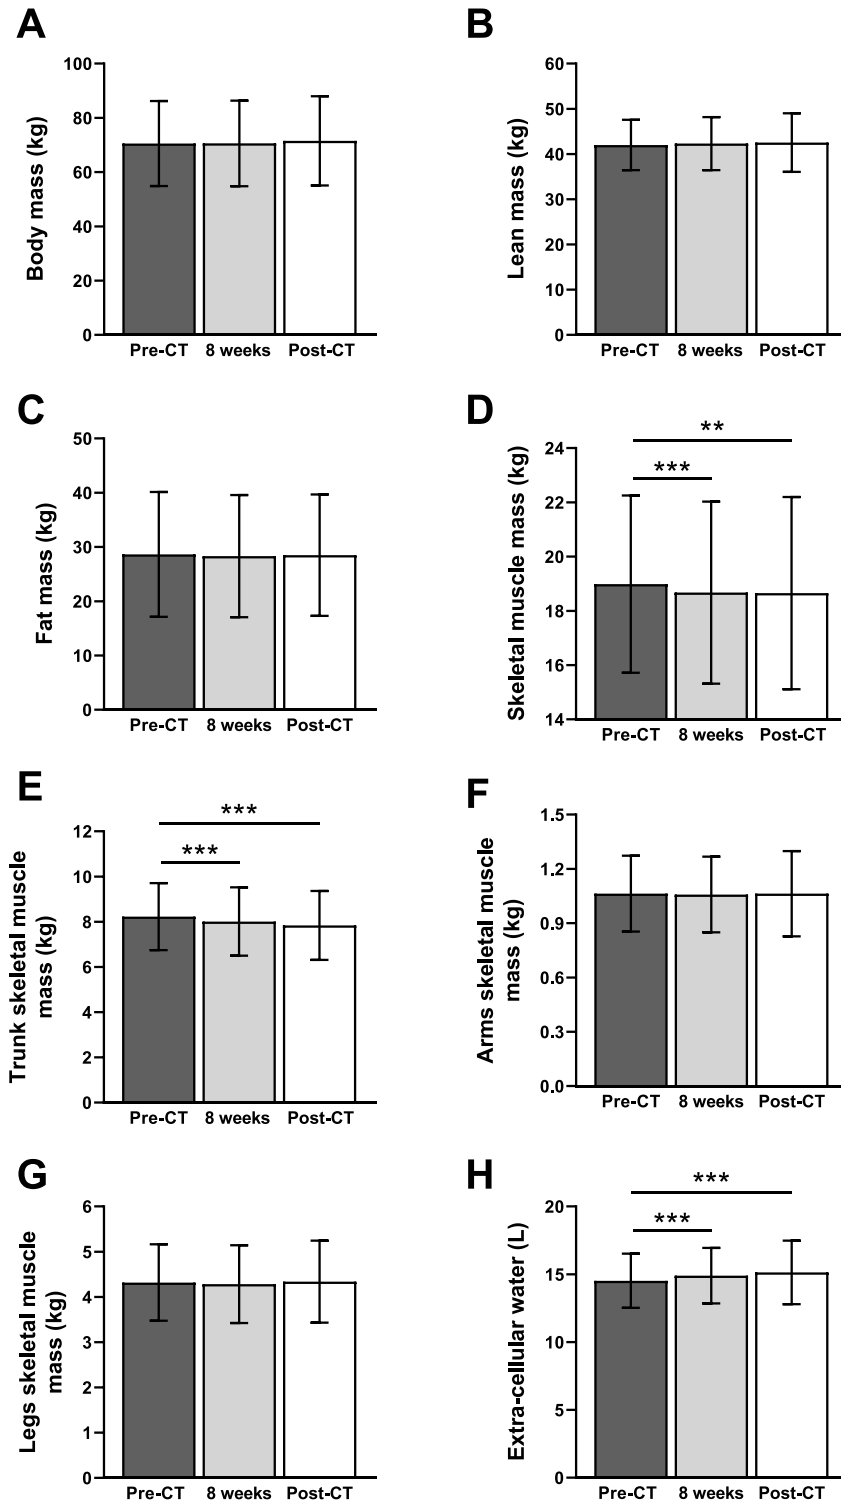 A
Body mass (kg)
100
80
60
40
20
0
Pre-CT 8 weeks Post-CT
B
Lean mass (kg)
60
50
40
30
20
10
0
Pre-CT 8 weeks Post-CT
C
Fat mass (kg)
50
40
30
20
10
0
Pre-CT 8 weeks Post-CT
D
Skeletal muscle mass (kg)
24
22
20
18
16
14
**
***
Pre-CT 8 weeks Post-CT
E
Trunk skeletal muscle
mass (kg)
12
10
8
6
4
2
0
***
***
Pre-CT 8 weeks Post-CT
F
Arms skeletal muscle
mass (kg)
1.5
1.2
0.9
0.6
0.3
0.0
Pre-CT 8 weeks Post-CT
G
Legs skeletal muscle
mass (kg)
6
5
4
3
2
1
0
Pre-CT 8 weeks Post-CT
H
Extra-cellular water (L)
20
15
10
5
0
***
***
Pre-CT 8 weeks Post-CT